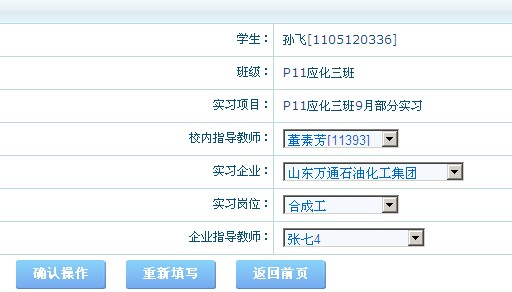 学生： 孙飞[1105120336]
班级： P11应化三班
实习项目： P11应化三班9月部分实习
校内指导教师： 董素芳[11393]
实习企业： 山东万通石油化工集团
实习岗位： 合成工
企业指导教师： 张七4
确认操作 重新填写 返回前页